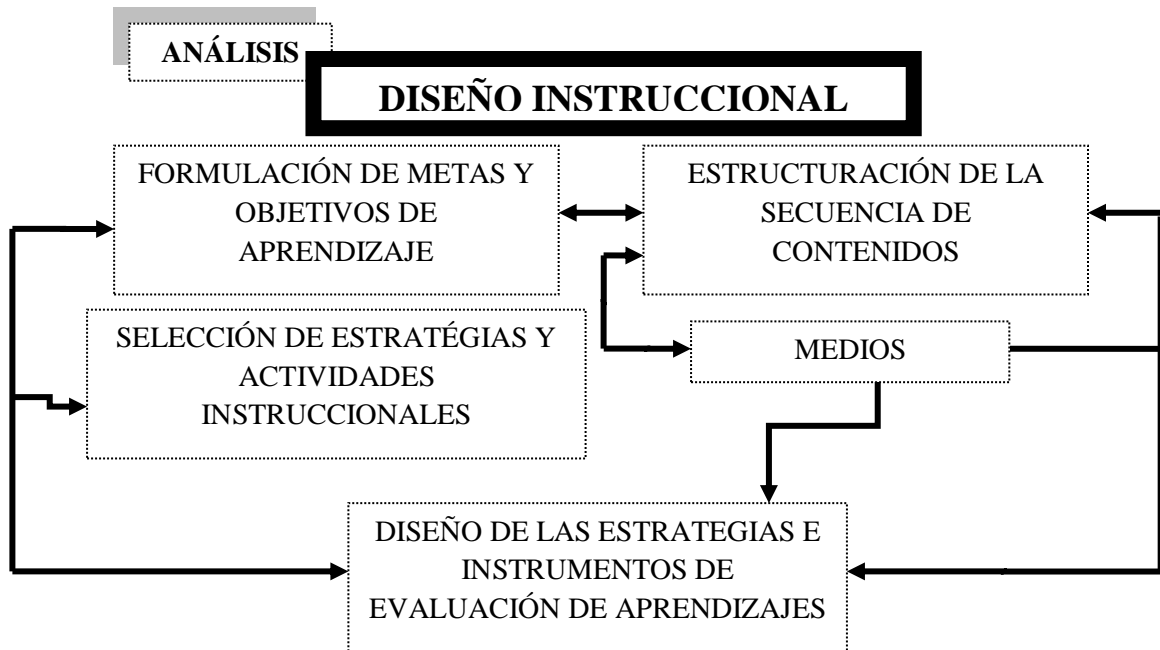 ANÁLISIS
DISEÑO INSTRUCCIONAL
FORMULACIÓN DE METAS Y
OBJETIVOS DE
APRENDIZAJE
ESTRUCTURACIÓN DE LA
SECUENCIA DE
CONTENIDOS
SELECCIÓN DE ESTRATÉGIAS Y
ACTIVIDADES
INSTRUCCIONALES
MEDIOS
DISEÑO DE LAS ESTRATEGIAS E
INSTRUMENTOS DE
EVALUACIÓN DE APRENDIZAJES